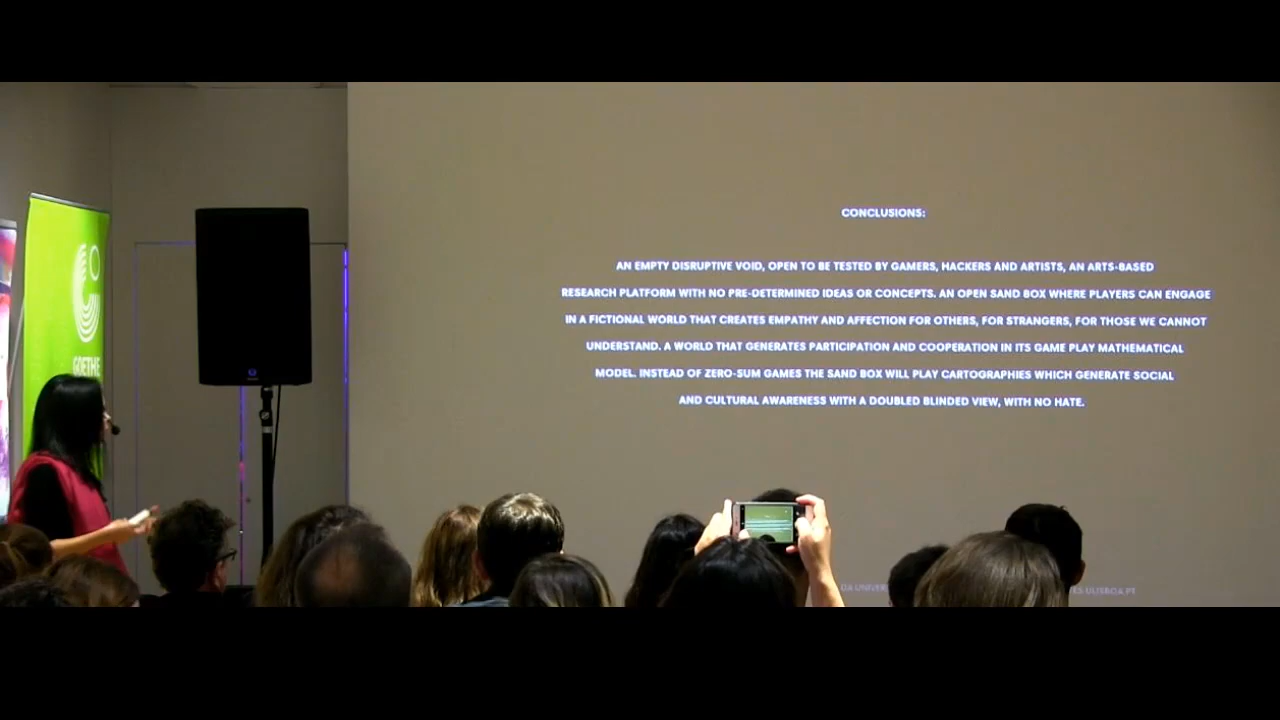 CONCLUSIONS:
AN EMPTY DISRUPTIVE VOID, OPEN TO BE TESTED BY GAMERS, HACKERS AND ARTISTS, AN ARTS-BASED
RESEARCH PLATFORM WITH NO PRE-DETERMINED IDEAS OR CONCEPTS. AN OPEN SAND BOX WHERE PLAYERS CAN ENGAGE
IN A FICTIONAL WORLD THAT CREATES EMPATHY AND AFFECTION FOR OTHERS, FOR STRANGERS, FOR THOSE WE CANNOT
UNDERSTAND. A WORLD THAT GENERATES PARTICIPATION AND COOPERATION IN ITS GAME PLAY MATHEMATICAL
MODEL. INSTEAD OF ZERO-SUM GAMES THE SAND BOX WILL PLAY CARTOGRAPHIES WHICH GENERATE SOCIAL
AND CULTURAL AWARENESS WITH A DOUBLED BLINDED VIEW, WITH NO HATE.
GOETHE